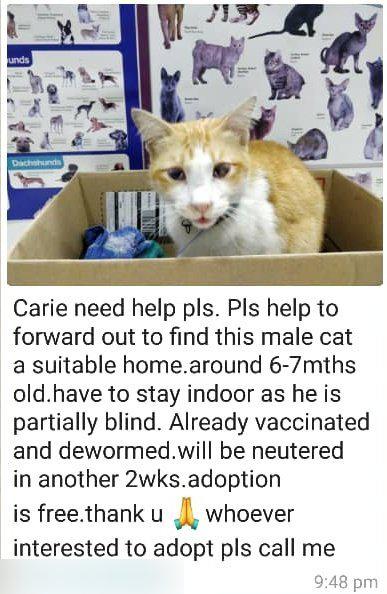 unds
Dachshunds
Carie need help pls. Pls help to
forward out to find this male cat
a suitable home.around 6-7mths
old.have to stay indoor as he is
partially blind. Already vaccinated
and dewormed.will be neutered
in another 2wks.adoption
is free.thank u 🙏 whoever
interested to adopt pls call me
9:48 pm